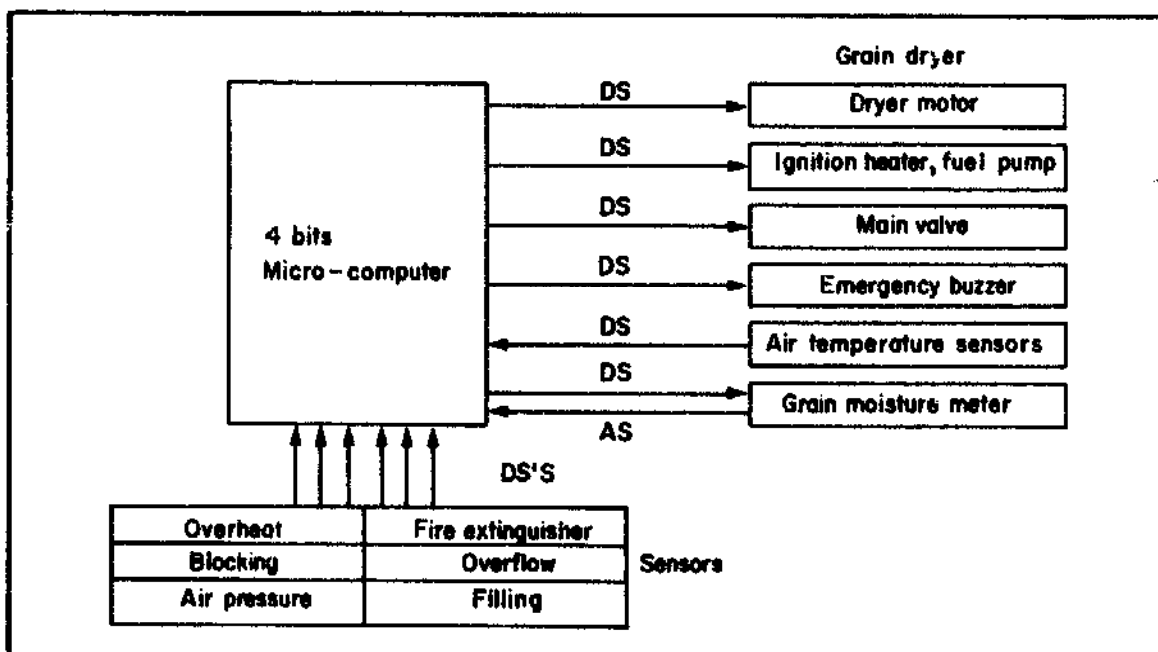 Grain dryer
DS
Dryer motor
DS
Ignition heater, fuel pump
DS
Main valve
4 bits
Micro-computer
DS
Emergency buzzer
DS
Air temperature sensors
DS
Grain moisture meter
AS
DS'S
Overheat
Fire extinguisher
Blocking
Overflow
Sensors
Air pressure
Filling